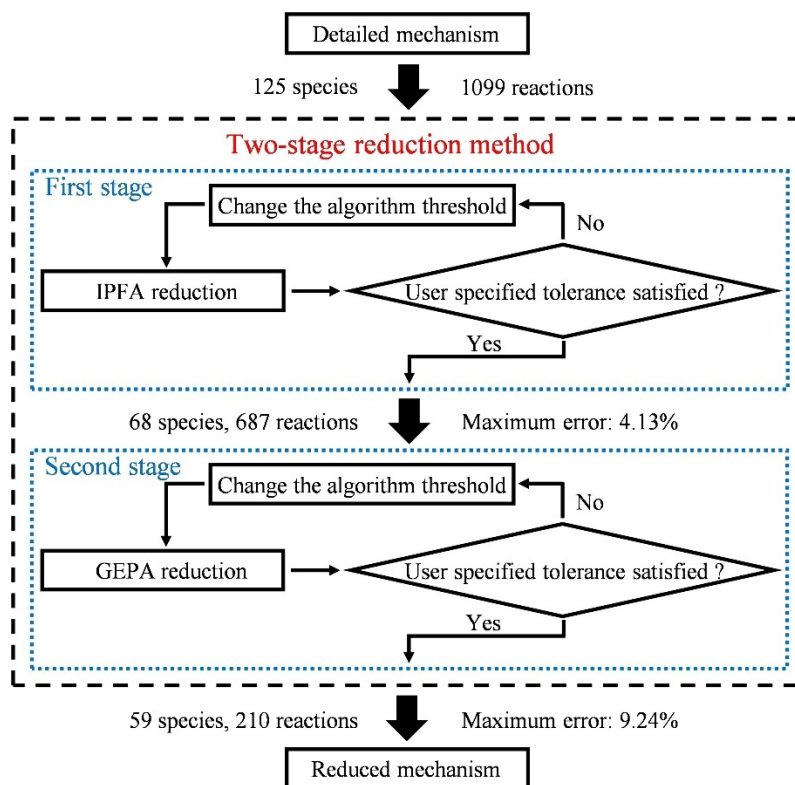 Detailed mechanism
125 species
1099 reactions
Two-stage reduction method
First stage
Change the algorithm threshold
No
IPFA reduction
User specified tolerance satisfied ?
Yes
68 species, 687 reactions
Maximum error: 4.13%
Second stage
Change the algorithm threshold
No
GEPA reduction
User specified tolerance satisfied ?
Yes
59 species, 210 reactions
Maximum error: 9.24%
Reduced mechanism